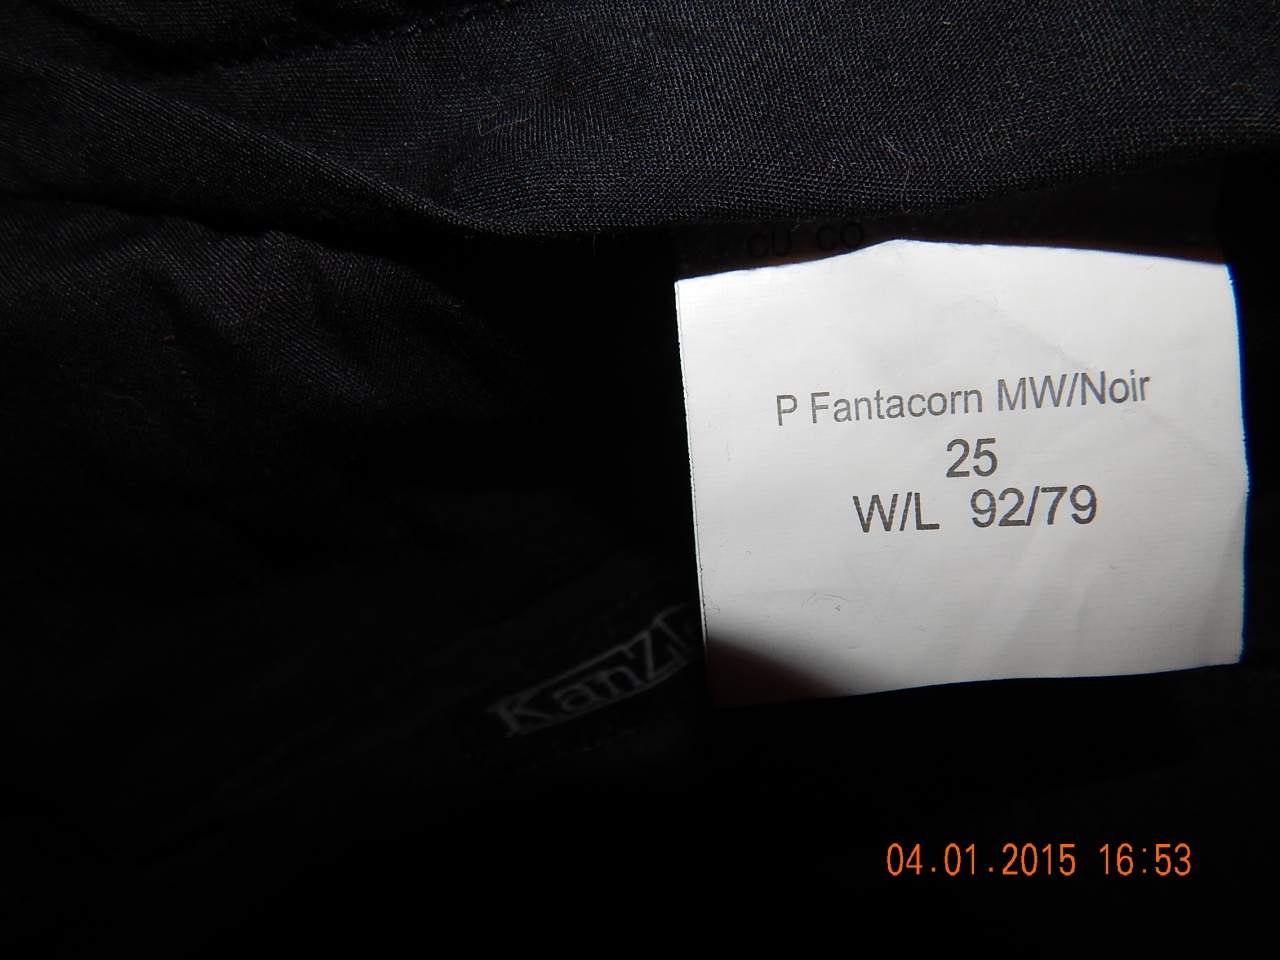 CU CO
P Fantacorn MW/Noir
25
W/L 92/79
04.01.2015 16:53